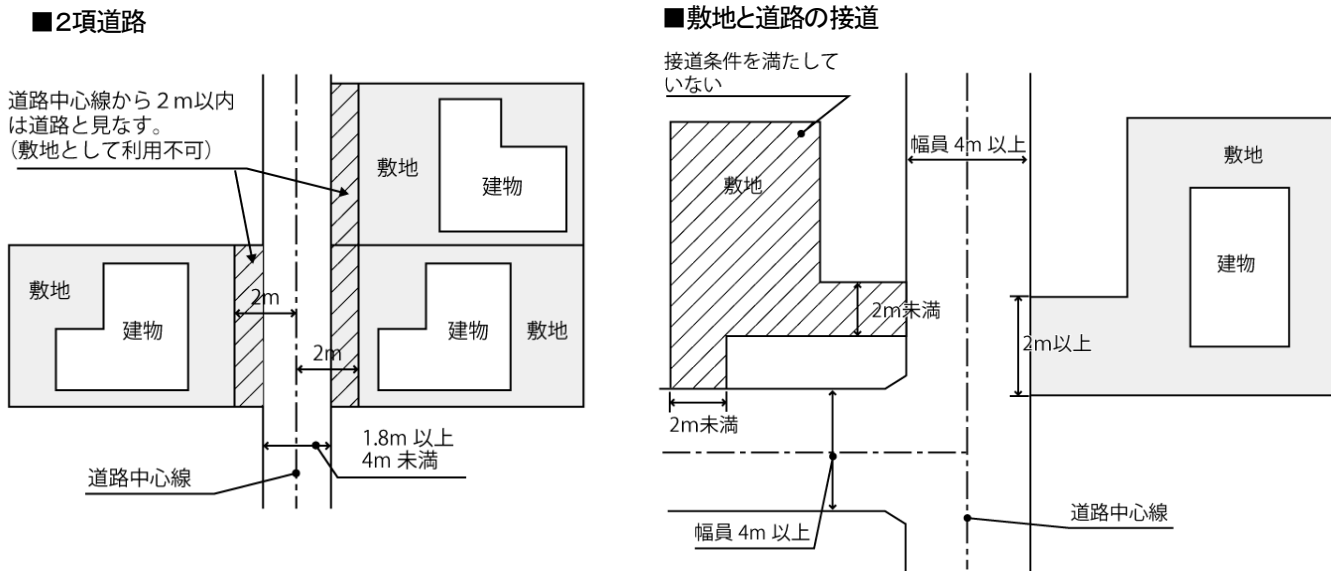 ■2項道路
道路中心線から2m以内
は道路と見なす。
(敷地として利用不可)
敷地
建物
敷地
建物
2m
2m
建物
敷地
1.8m 以上
4m 未満
道路中心線
■敷地と道路の接道
接道条件を満たして
いない
幅員 4m 以上
敷地
敷地
建物
2m未満
2m以上
2m未満
幅員 4m 以上
道路中心線